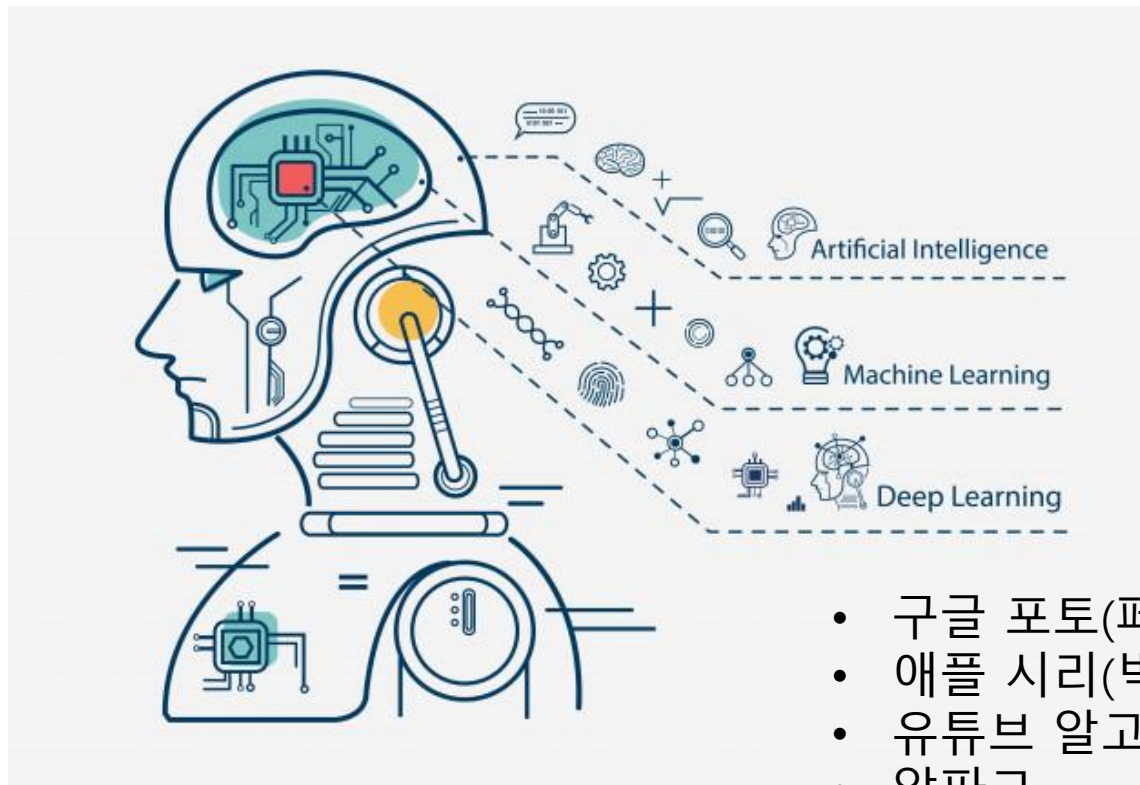 Artificial Intelligence
Machine Learning
Deep Learning
• 구글 포토(
• 애플 시리(
• 유튜브 알고